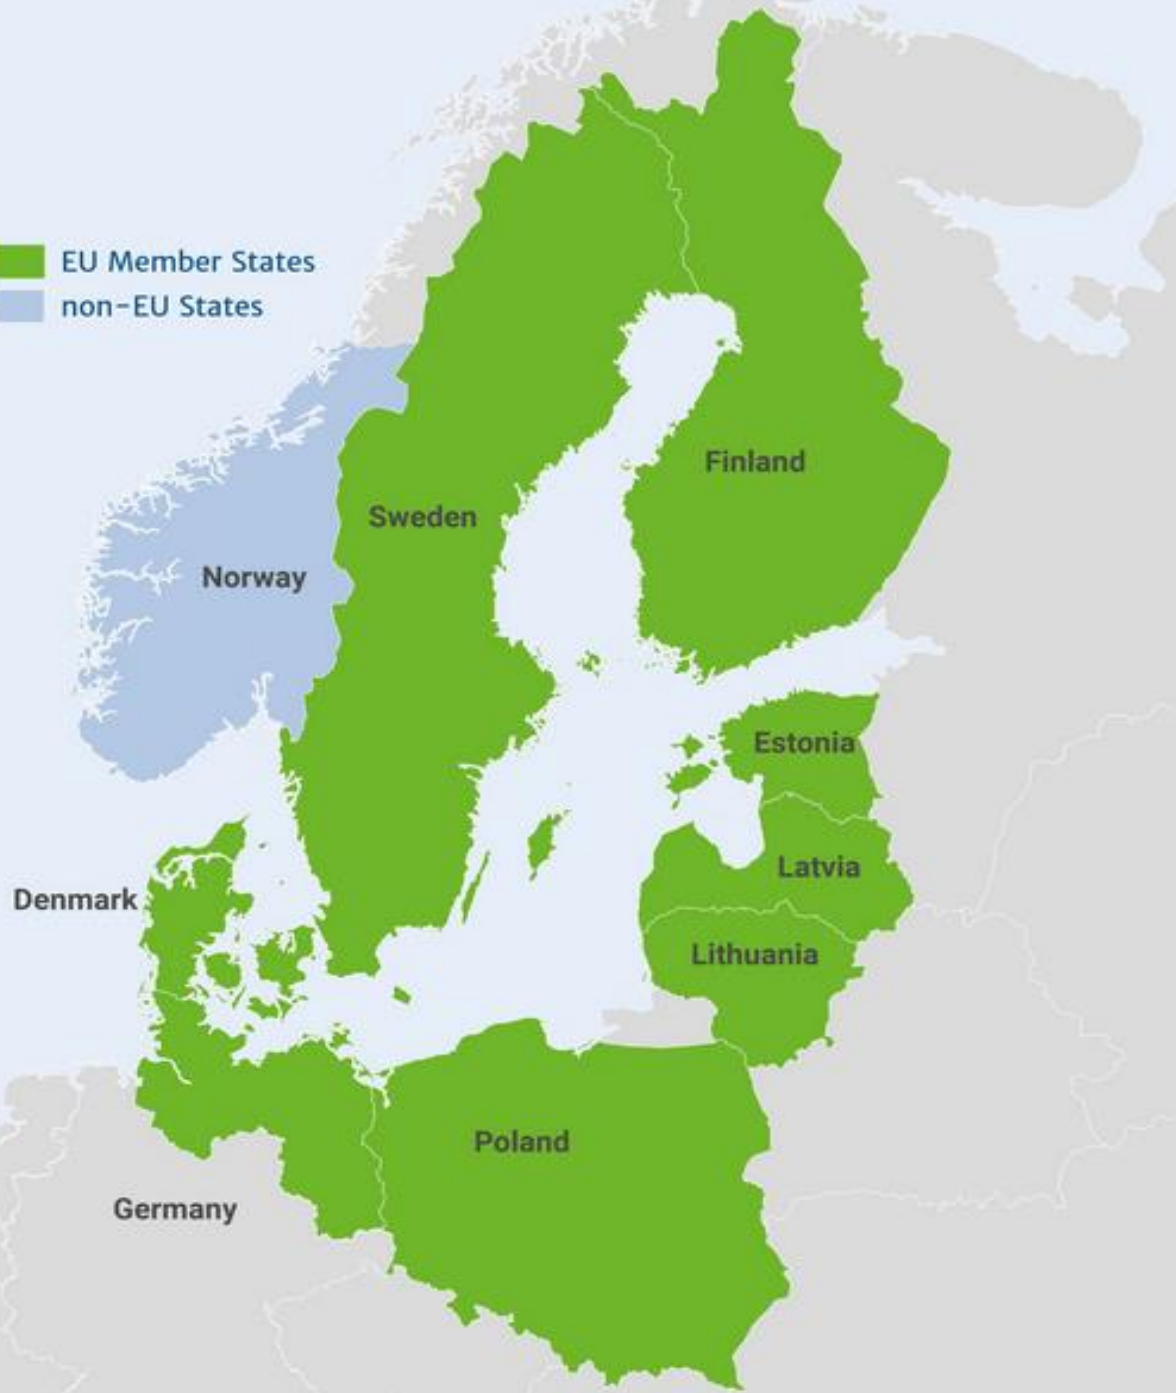 EU Member States
non-EU States
Finland
Sweden
Norway
Estonia
Latvia
Denmark
Lithuania
Poland
Germany